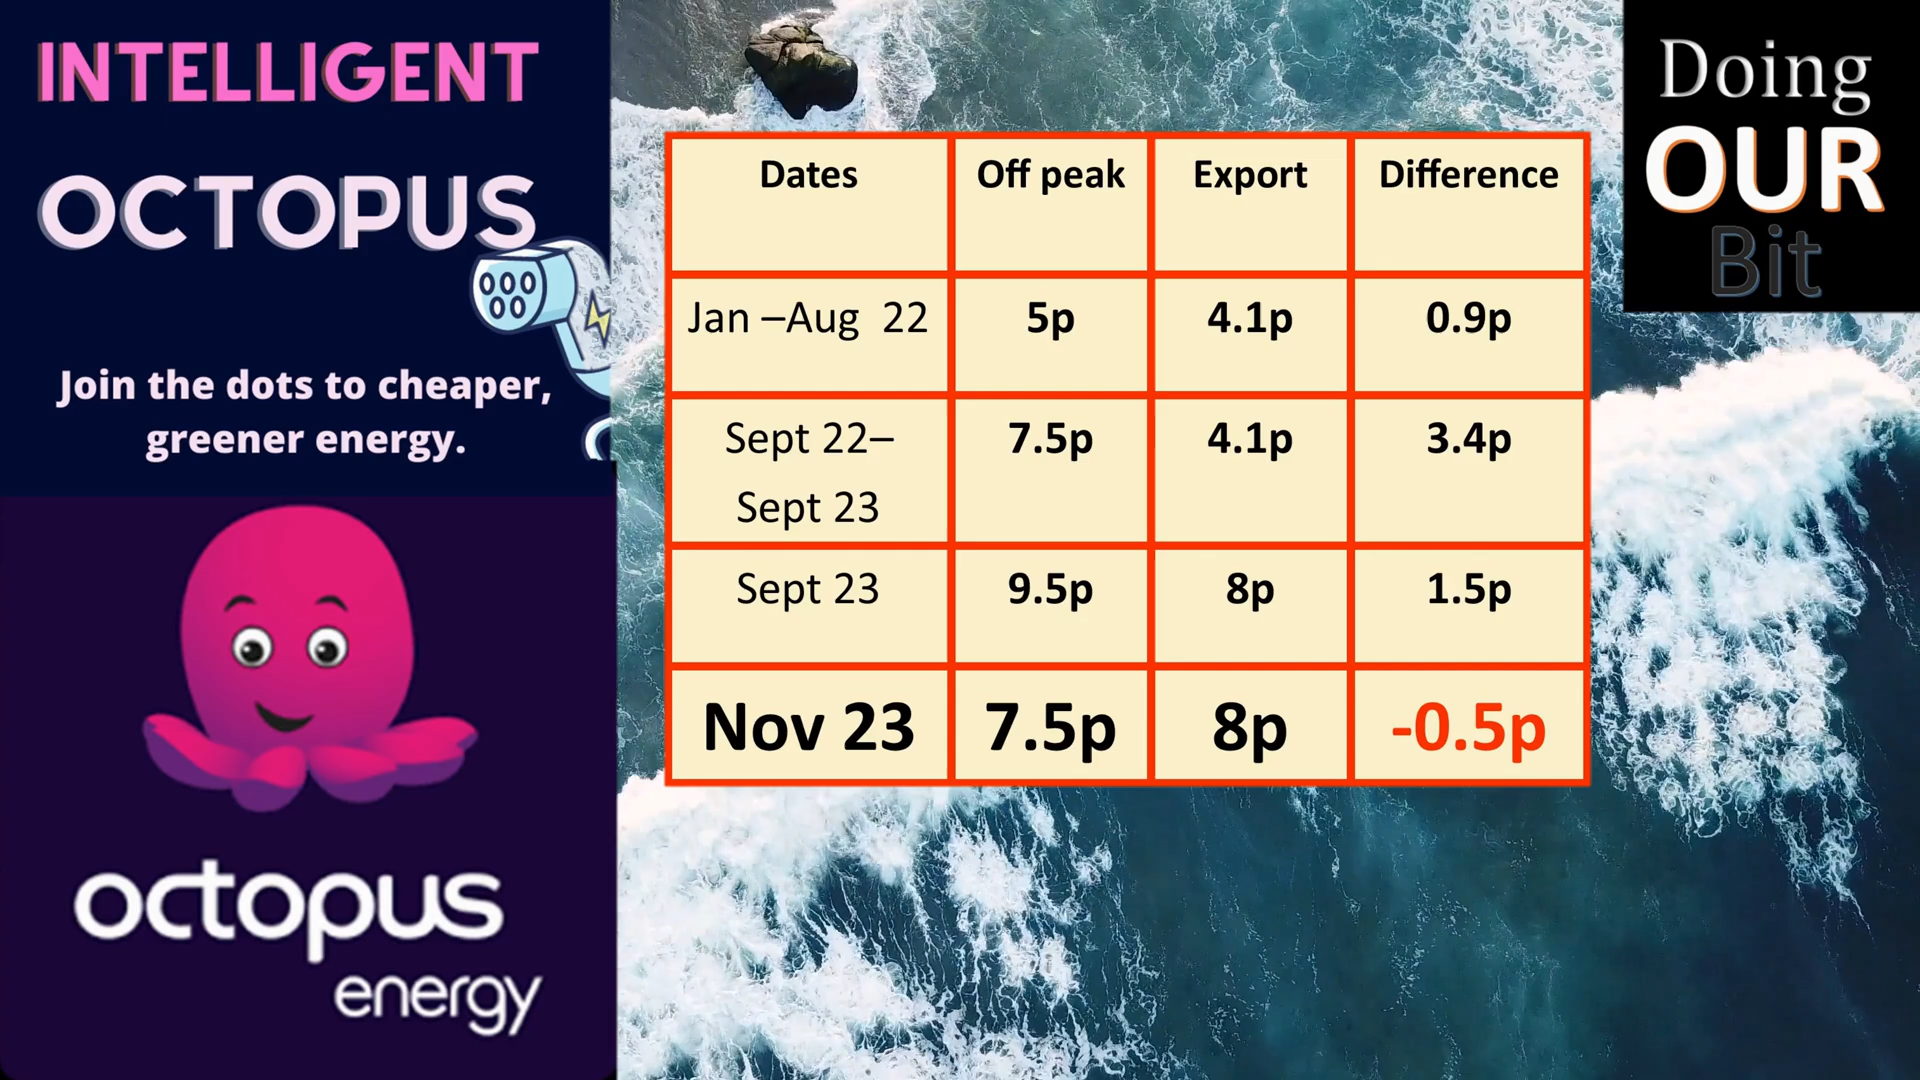 INTELLIGENT
OCTOPUS
Join the dots to cheaper,
greener energy.
octopus
energy
Dates Off peak Export Difference
Jan –Aug 22 5p 4.1p 0.9p
Sept 22– 7.5p 4.1p 3.4p
Sept 23
Sept 23 9.5p 8p 1.5p
Nov 23 7.5p 8p -0.5p
Doing
OUR
Bit